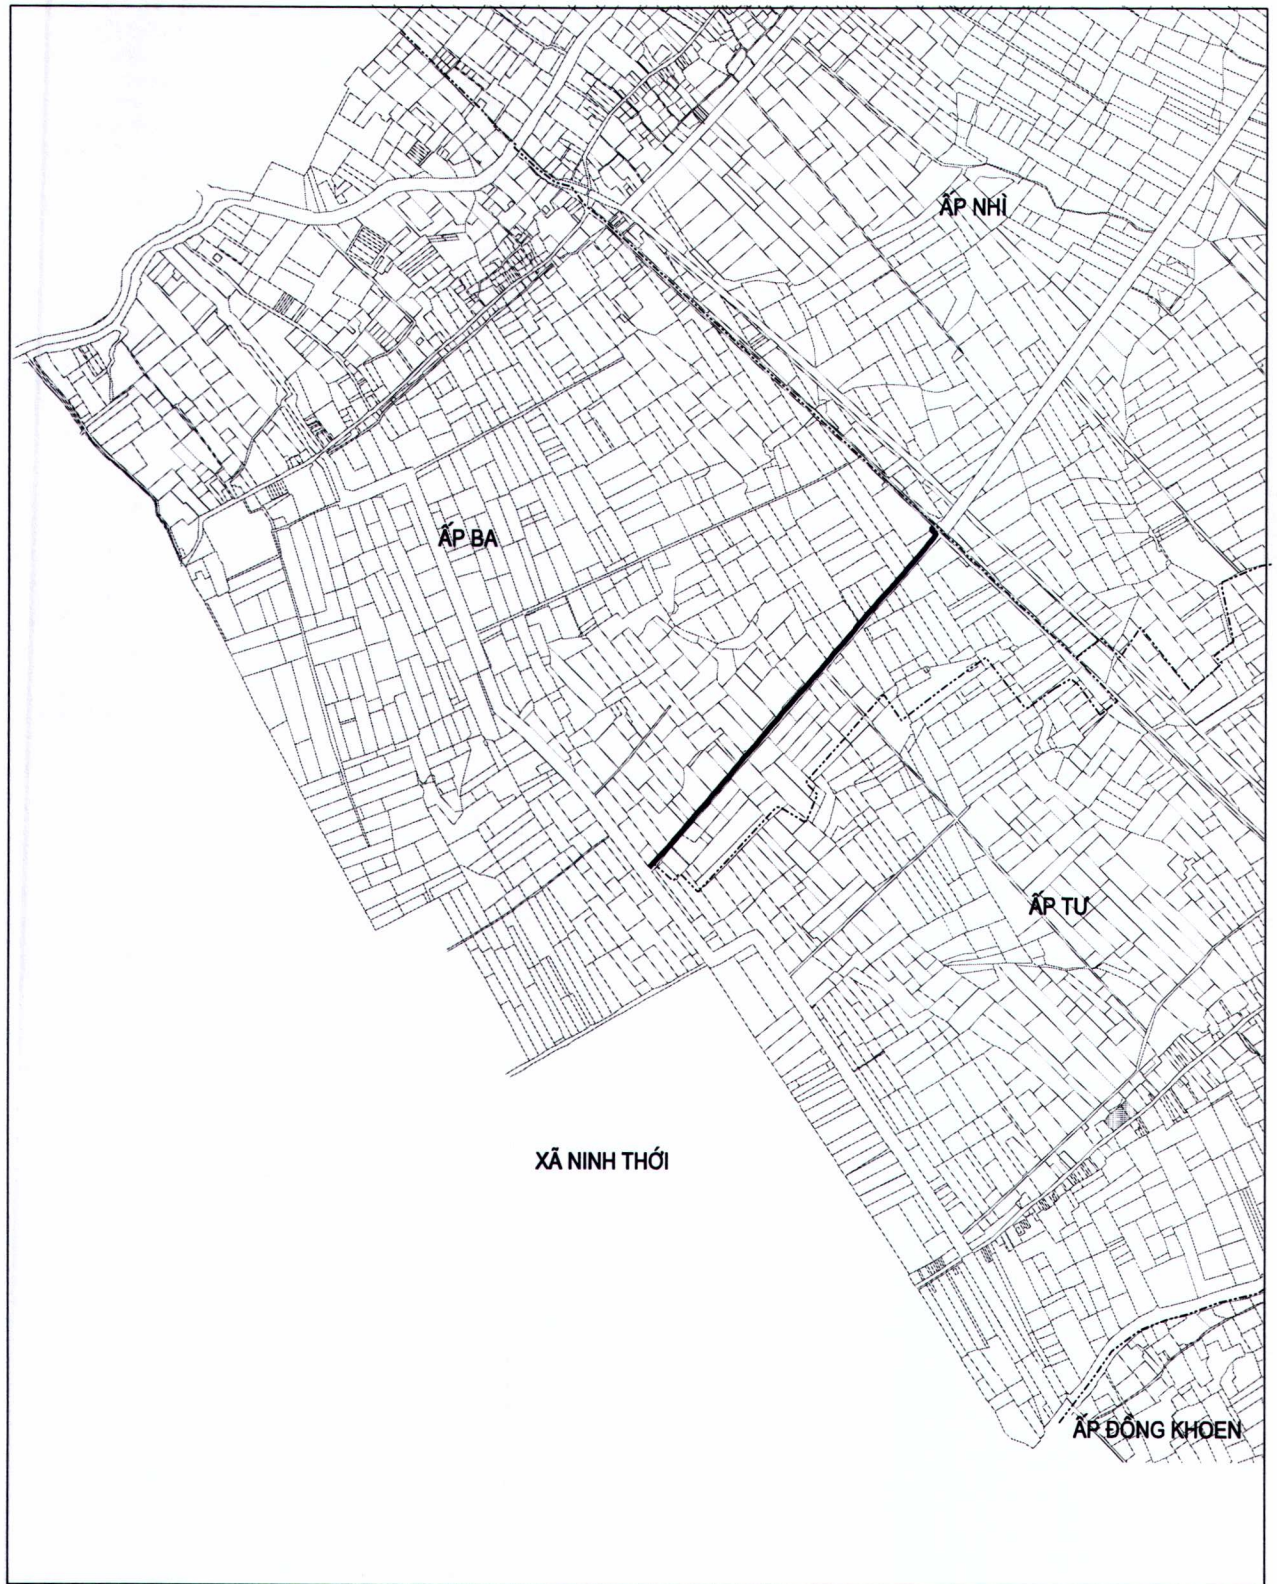 ẤP NHÌ
ẤP BA
ẤP TƯ
XÃ NINH THỚI
ẤP ĐỒNG KHOEN